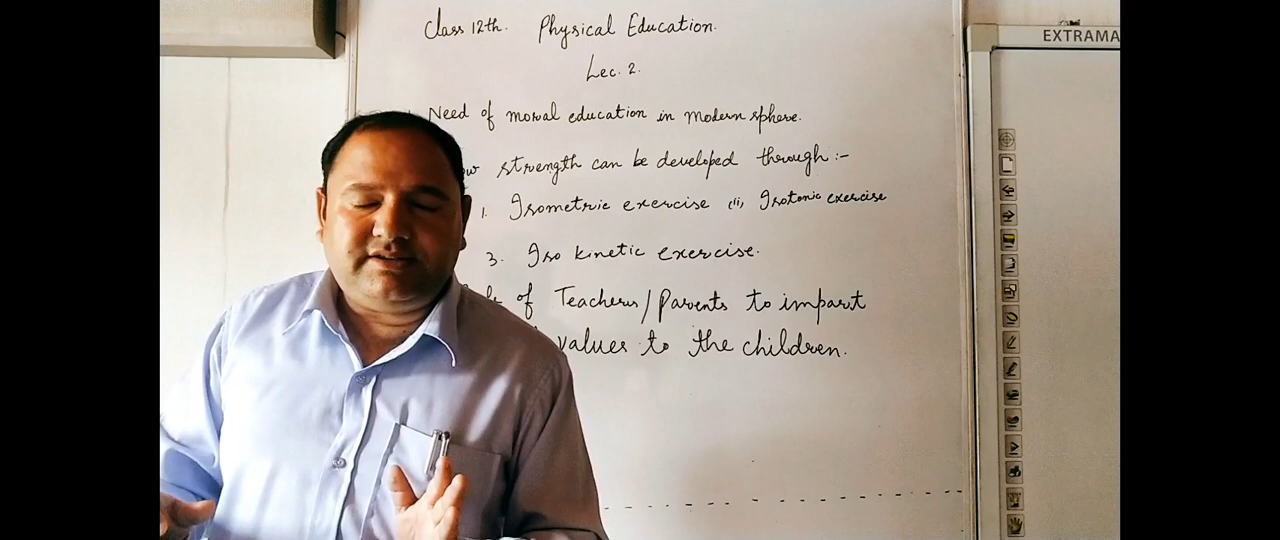 Class 12th. Physical Education.
Lec. 2.
Need of moral education in modern sphere.
strength can be developed through :-
1. Isometric exercise (ii) Isotonic exercise
3. Iso kinetic exercise.
of Teachers/Parents to impart
values to the children.
EXTRAMA